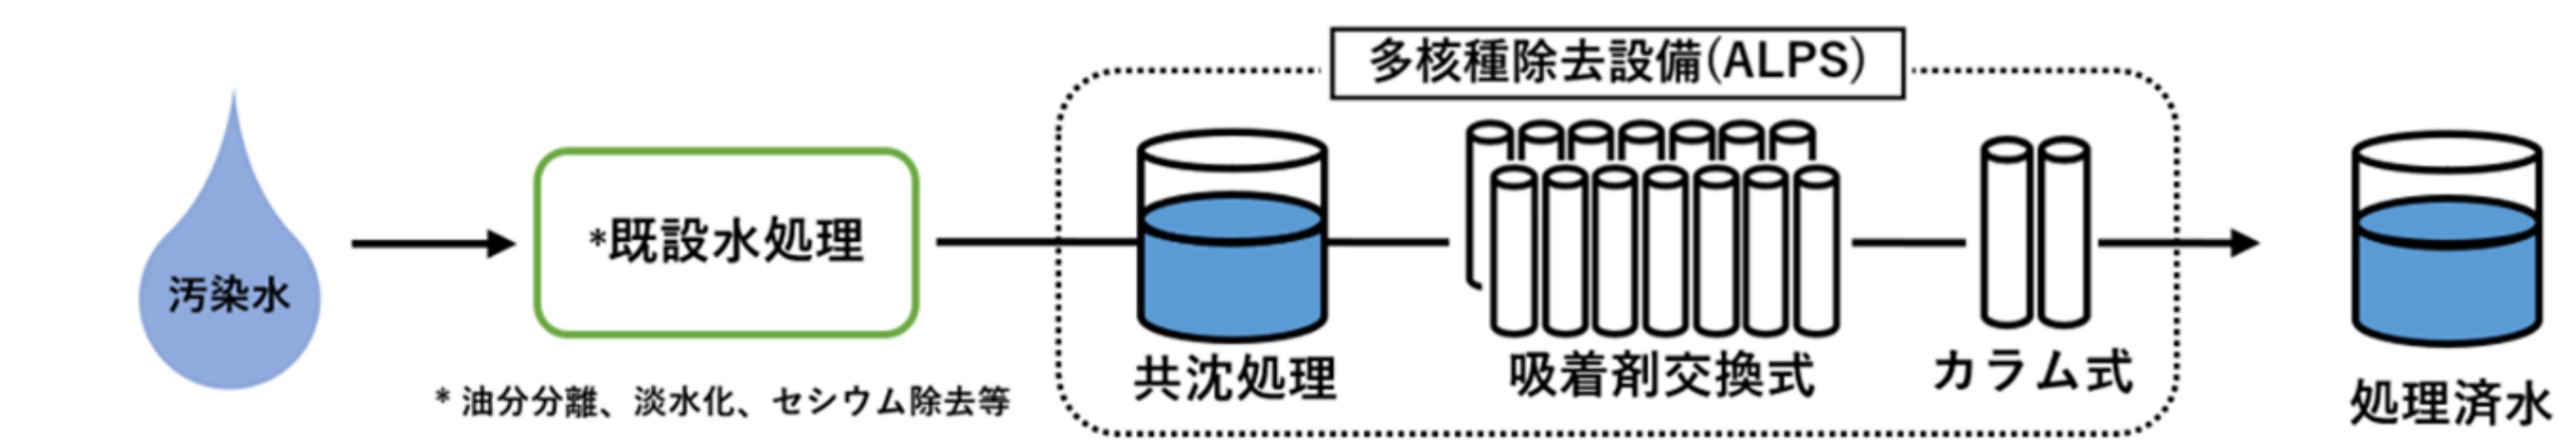 多核種除去設備(ALPS)
汚染水
*既設水処理
* 油分分離、淡水化、セシウム除去等
共沈処理
吸着剤交換式
カラム式
処理済水